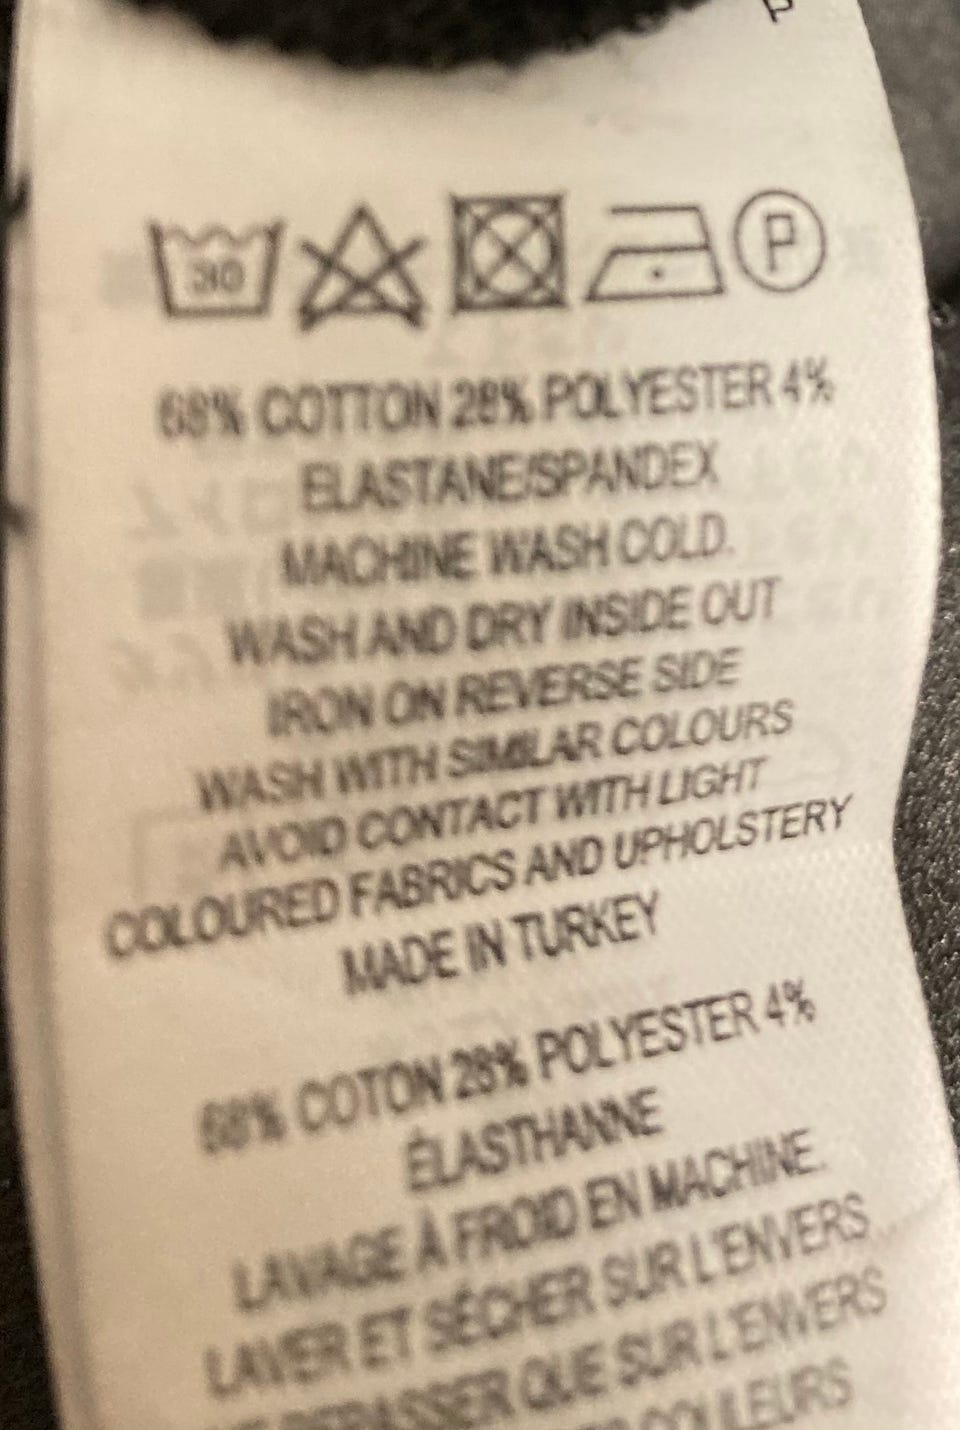 30
P
68% COTTON 28% POLYESTER 4%
ELASTANE/SPANDEX
MACHINE WASH COLD.
WASH AND DRY INSIDE OUT
IRON ON REVERSE SIDE
WASH WITH SIMILAR COLOURS
AVOID CONTACT WITH LIGHT
COLOURED FABRICS AND UPHOLSTERY
MADE IN TURKEY
68% COTON 28% POLYESTER 4%
ÉLASTHANNE
LAVAGE À FROID EN MACHINE.
LAVER ET SÉCHER SUR L'ENVERS
REPASSER QUE SUR L'ENVERS
COULEURS